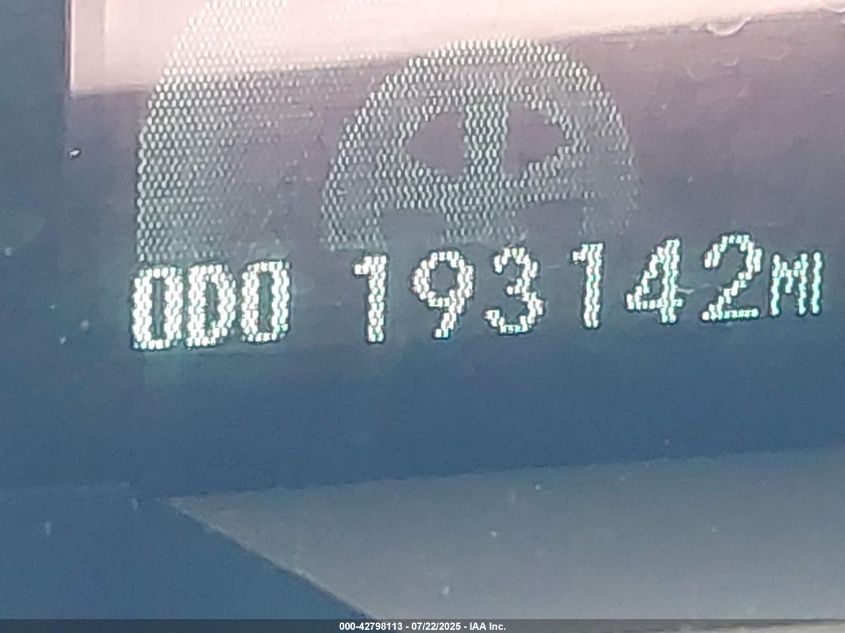 ODO 193142MI
000-42798113 - 07/22/2025 - IAA Inc.